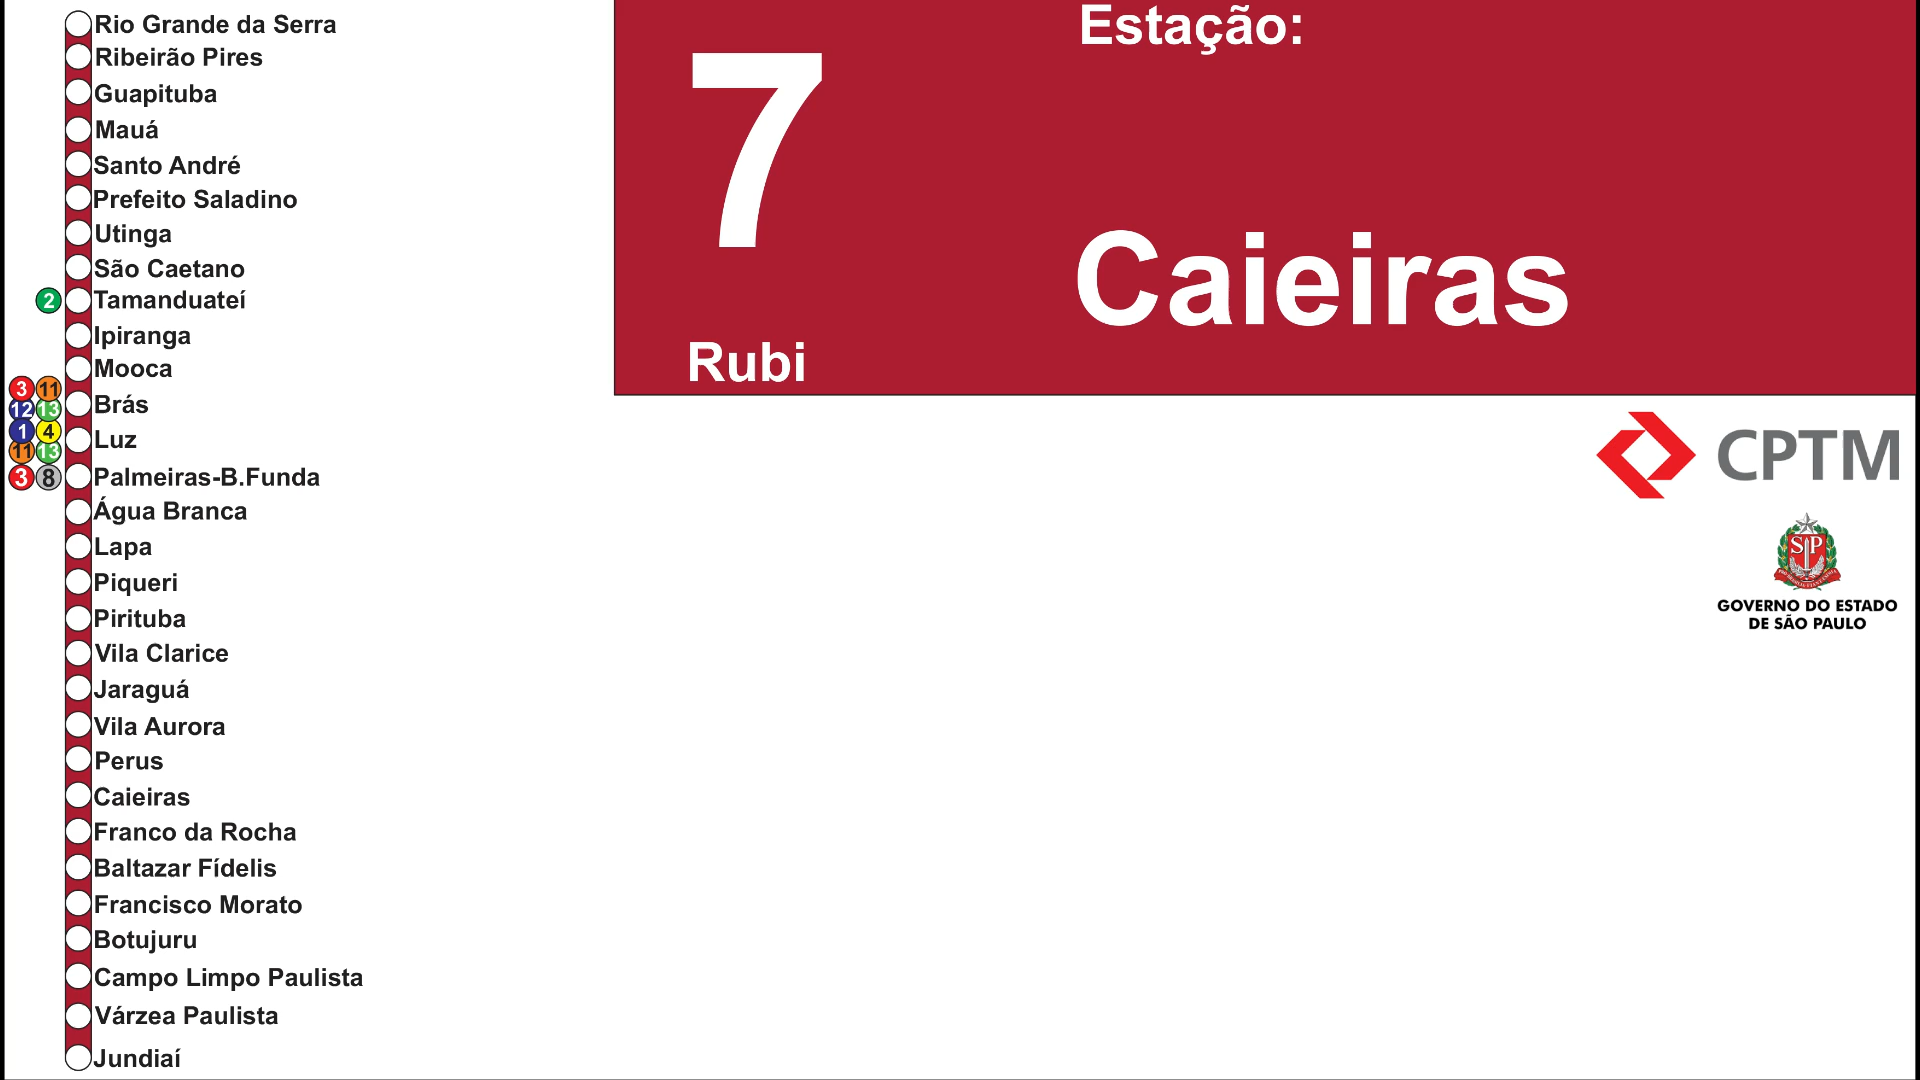 Rio Grande da Serra
Ribeirão Pires
Guapituba
Mauá
Santo André
Prefeito Saladino
Utinga
São Caetano
2 Tamanduateí
Ipiranga
Mooca
3 11
Brás
12 13
1 4
Luz
11 13
3 8 Palmeiras-B.Funda
Água Branca
Lapa
Piqueri
Pirituba
Vila Clarice
Jaraguá
Vila Aurora
Perus
Caieiras
Franco da Rocha
Baltazar Fídelis
Francisco Morato
Botujuru
Campo Limpo Paulista
Várzea Paulista
Jundiaí
7
Rubi
Estação:
Caieiras
CPTM
SP
GOVERNO DO ESTADO
DE SÃO PAULO